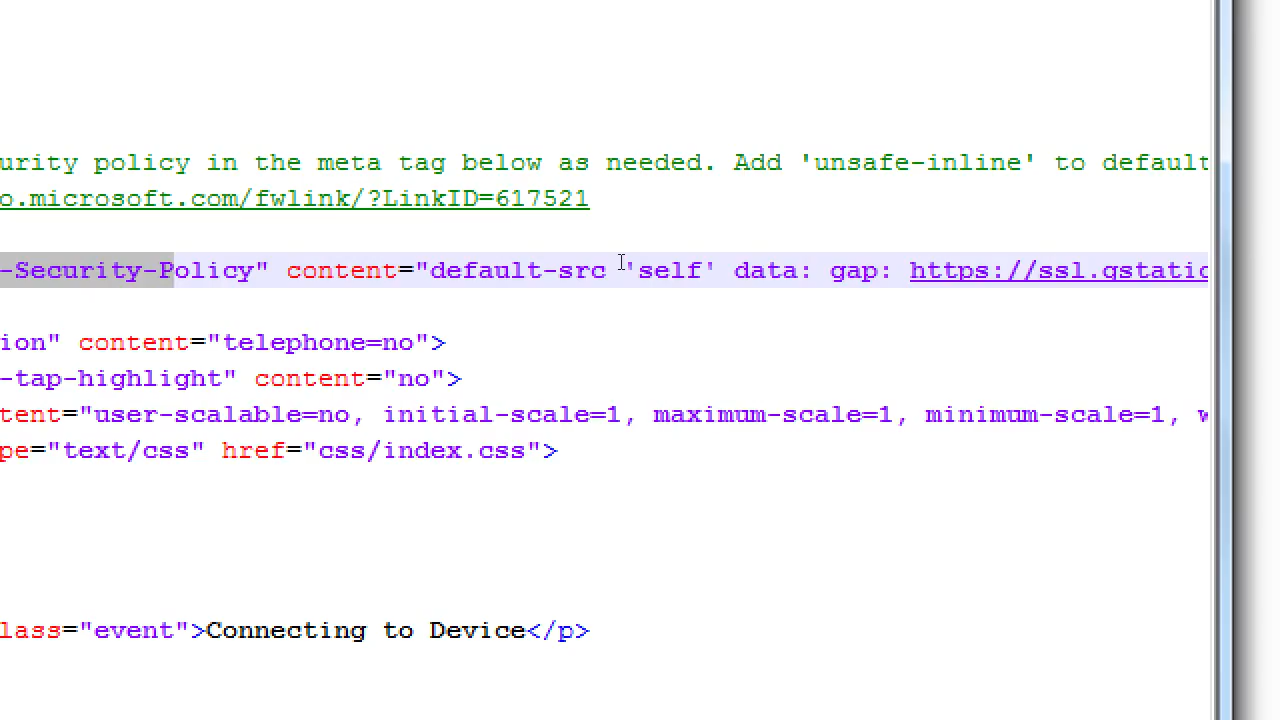 urity policy in the meta tag below as needed. Add 'unsafe-inline' to default
o.microsoft.com/fwlink/?LinkID=617521
-Security-Policy" content="default-src 'self' data: gap: https://ssl.gstatic
ion" content="telephone=no">
-tap-highlight" content="no">
tent="user-scalable=no, initial-scale=1, maximum-scale=1, minimum-scale=1, w
pe="text/css" href="css/index.css">
lass="event">Connecting to Device</p>